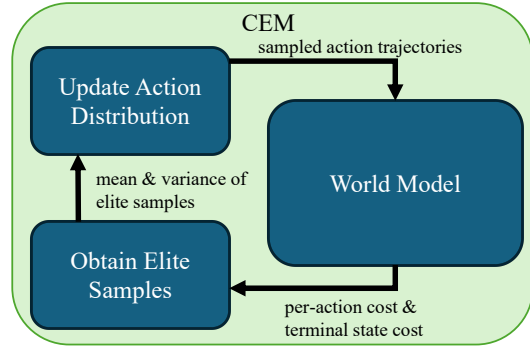 CEM
sampled action trajectories
Update Action
Distribution
World Model
mean & variance of
elite samples
Obtain Elite
Samples
per-action cost &
terminal state cost